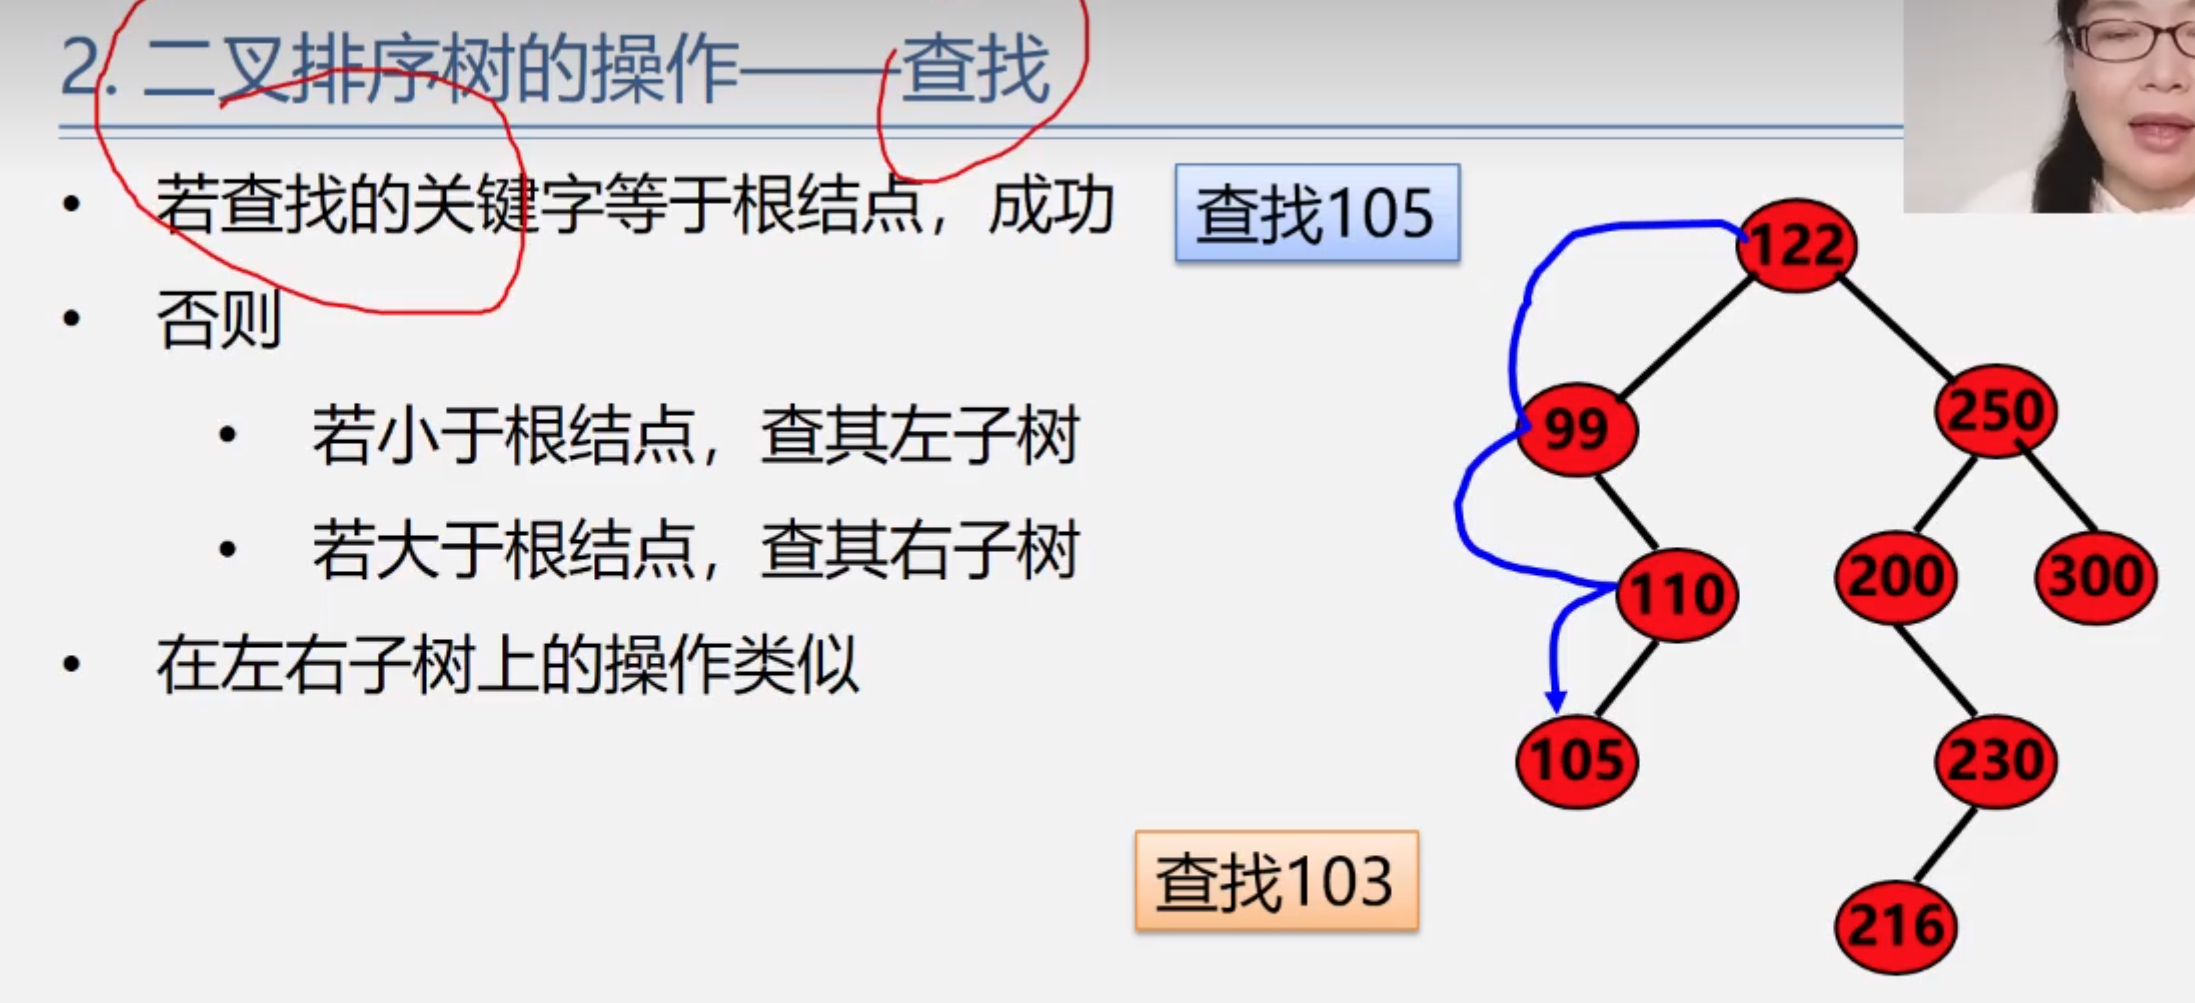 2. 二叉排序树的操作——查找
• 若查找的关键字等于根结点，成功
• 否则
• 若小于根结点，查其左子树
• 若大于根结点，查其右子树
• 在左右子树上的操作类似
查找105
122
99
250
110
200
300
105
230
216
查找103